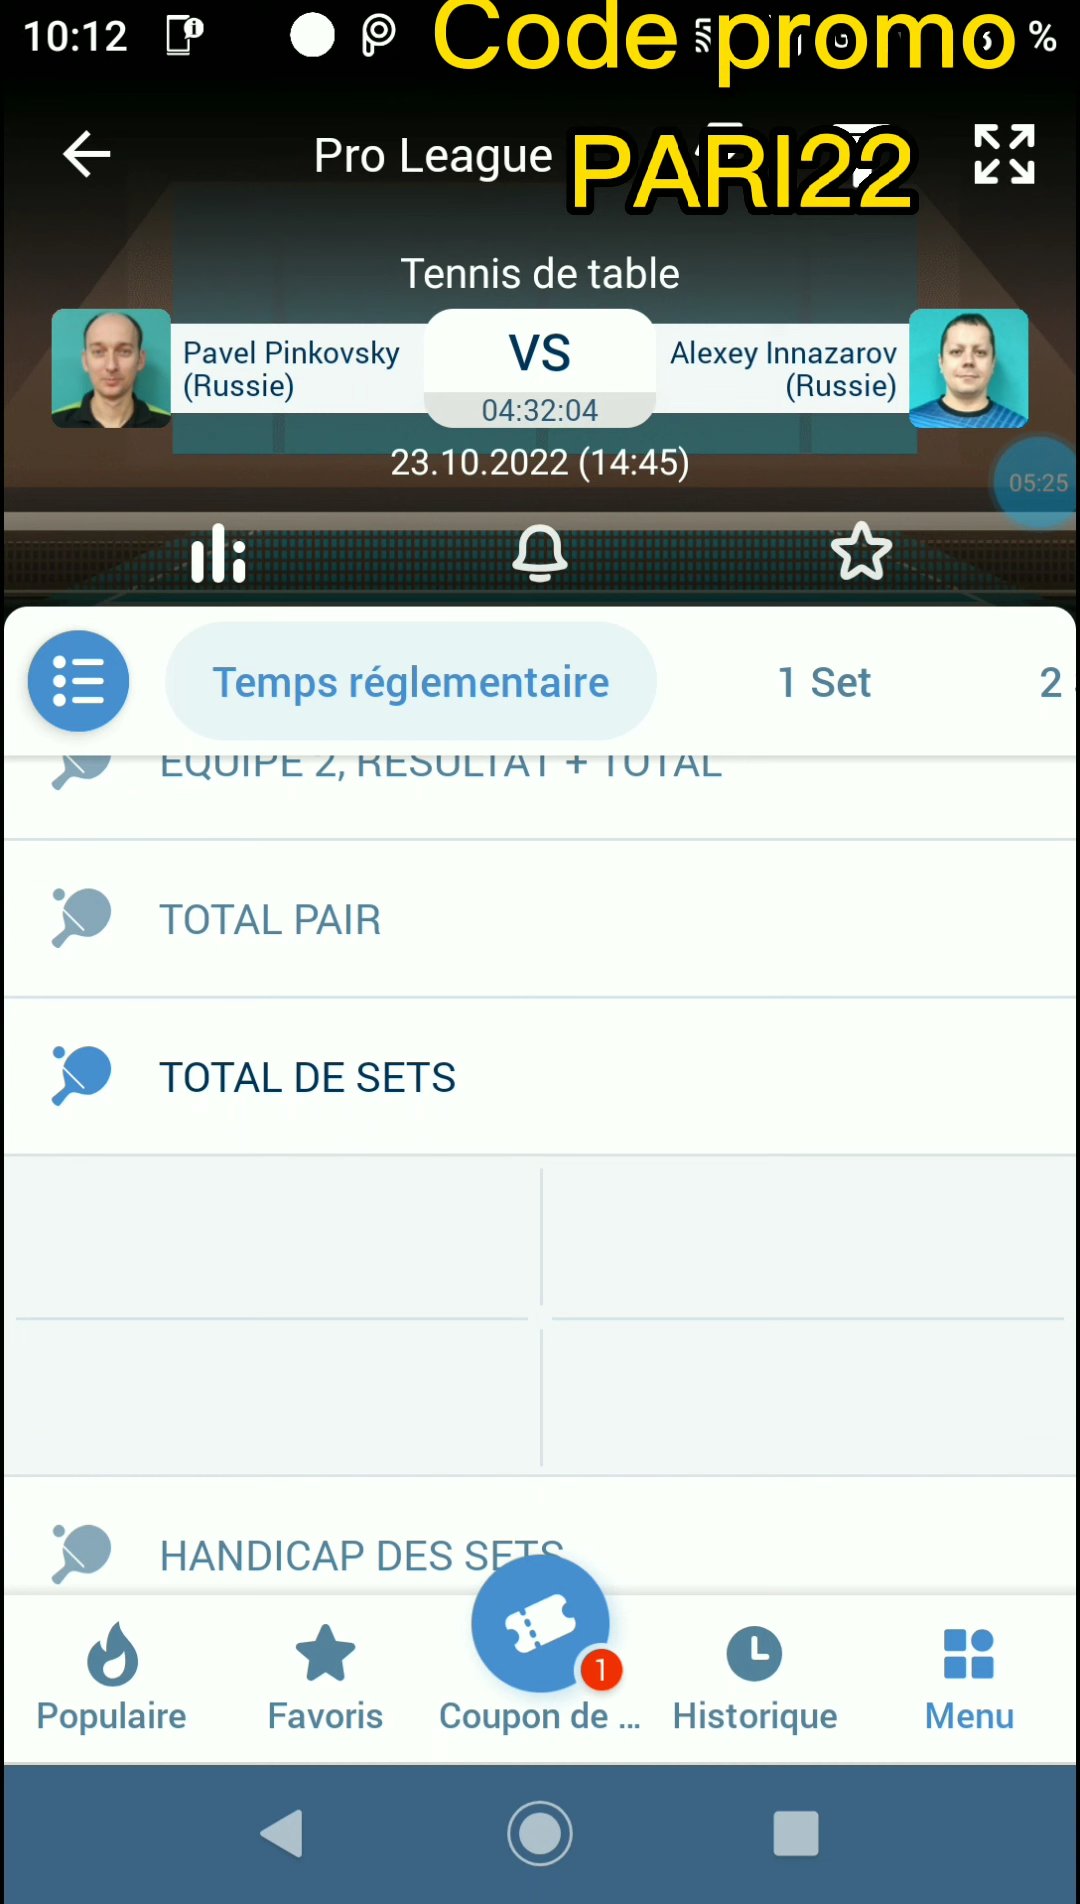 10:12
Code promo
%
Pro League
PARI22
Tennis de table
Pavel Pinkovsky
(Russie)
VS
04:32:04
Alexey Innazarov
(Russie)
23.10.2022 (14:45)
05:25
Temps réglementaire
1 Set
2
ÉQUIPE 2, RÉSULTAT + TOTAL
TOTAL PAIR
TOTAL DE SETS
HANDICAP DES SETS
1
Populaire
Favoris
Coupon de ...
Historique
Menu